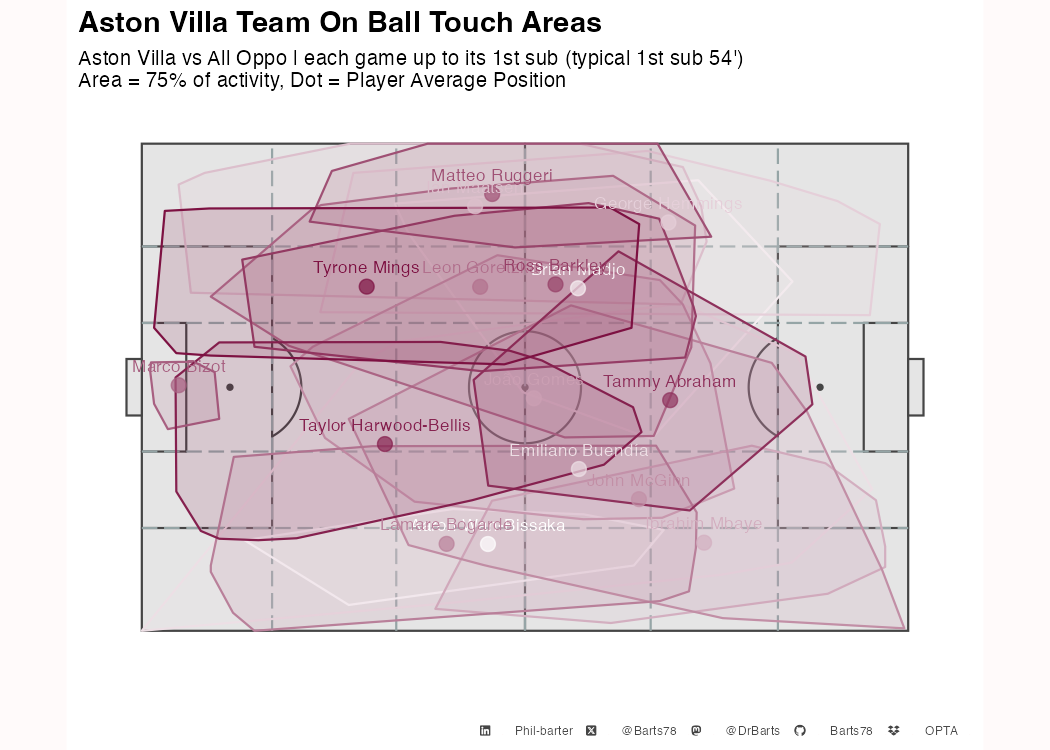 Aston Villa Team On Ball Touch Areas
Aston Villa vs All Oppo I each game up to its 1st sub (typical 1st sub 54')
Area = 75% of activity, Dot = Player Average Position
Matteo Ruggeri
George Hemmings
Tyrone Mings
Leon
Ross Barkley
Brian Madjo
Marco Bizot
Tammy Abraham
Taylor Harwood-Bellis
Emiliano Buendía
John McGinn
Lamare Bogarde
Bissaka
Ibrahim Mbaye
Phil-barter
@Barts78
@DrBarts
Barts78
OPTA